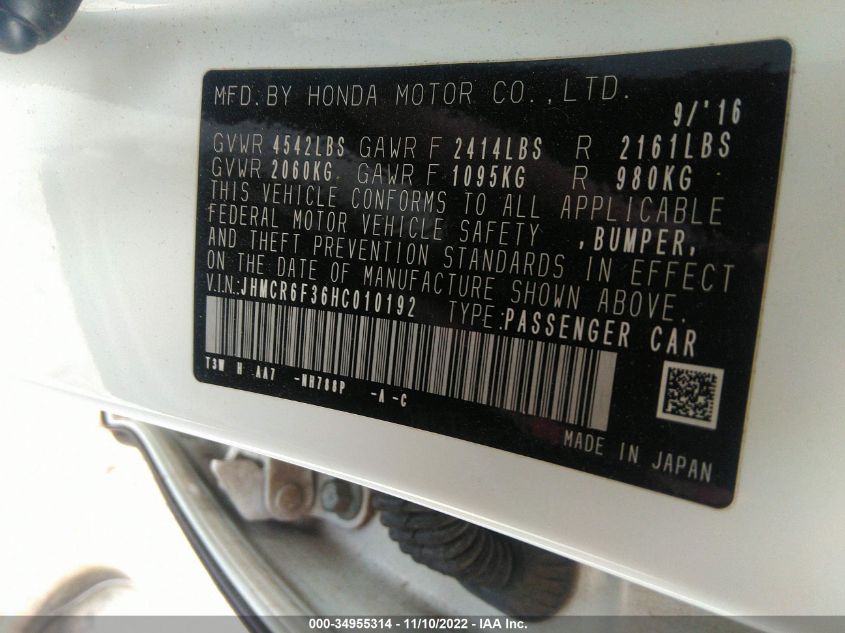 MFD.BY HONDA MOTOR CO.,LTD.
9/'16
GVWR 4542LBS GAWR F 2414LBS R 2161LBS
GVWR 2060KG GAWR F 1095KG R 980KG
THIS VEHICLE CONFORMS TO ALL APPLICABLE
FEDERAL MOTOR VEHICLE SAFETY ,BUMPER,
AND THEFT PREVENTION STANDARDS IN EFFECT
ON THE DATE OF MANUFACTURE SHOWN ABOVE.
V.IN.:JHMCR6F36HC010192 TYPE:PASSENGER CAR
T3W H AA7 -NH788P -A -C
MADE IN JAPAN
000-34955314 - 11/10/2022 - IAA Inc.